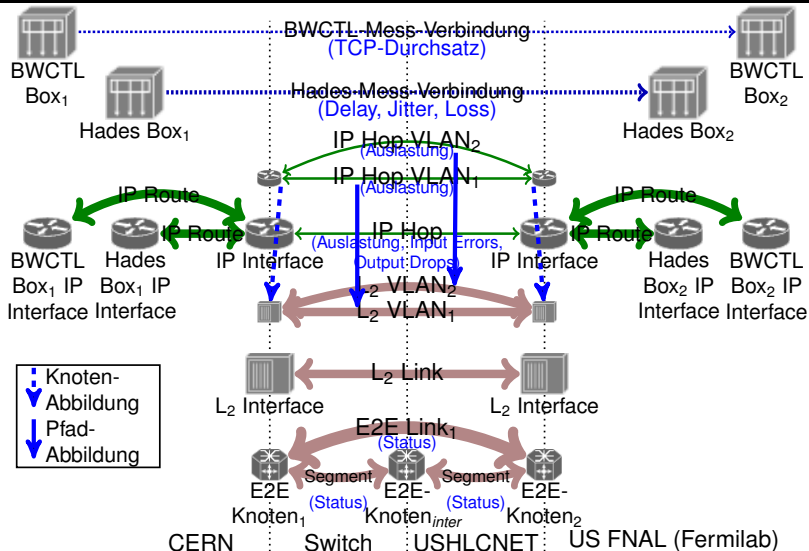 BWCTL-Mess-Verbindung
(TCP-Durchsatz)
BWCTL
Box₁
BWCTL
Box₂
Hades-Mess-Verbindung
(Delay, Jitter, Loss)
Hades Box₁
Hades Box₂
IP Hop VLAN₂
(Auslastung)
IP Hop VLAN₁
(Auslastung)
IP Route
IP Route
IP Route
IP Hop
IP Route
(Auslastung, Input Errors,
Output Drops)
BWCTL
Box₁ IP
Interface
Hades
Box₁ IP
Interface
IP Interface
IP Interface
Hades
Box₂ IP
Interface
BWCTL
Box₂ IP
Interface
L₂ VLAN₂
L₂ VLAN₁
L₂ Link
L₂ Interface
L₂ Interface
Knoten-
Abbildung
Pfad-
Abbildung
E2E Link₁
(Status)
Segment
(Status)
Segment
(Status)
E2E
Knoten₁
E2E-
Knoten_inter
E2E-
Knoten₂
CERN
Switch
USHLCNET
US FNAL (Fermilab)